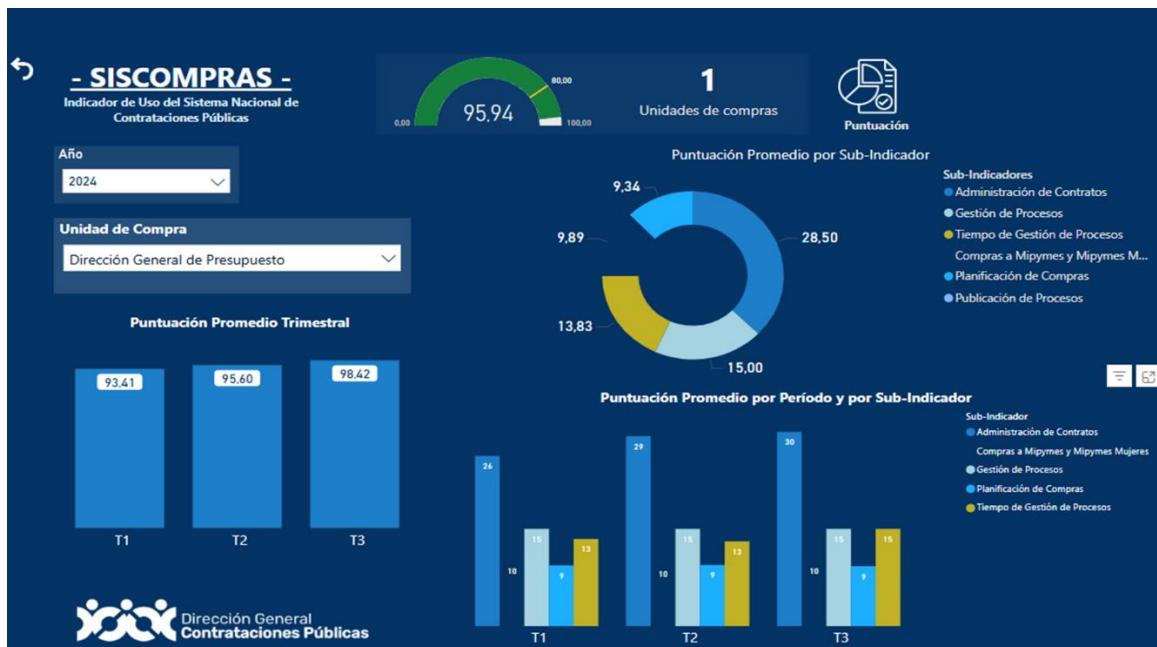 - SISCOMPRAS -
Indicador de Uso del Sistema Nacional de
Contrataciones Públicas
80,00
95,94
0,00
100,00
1
Unidades de compras
Puntuación
Año
2024
Unidad de Compra
Dirección General de Presupuesto
Puntuación Promedio por Sub-Indicador
9,34
9,89
28,50
13,83
15,00
Sub-Indicadores
Administración de Contratos
Gestión de Procesos
Tiempo de Gestión de Procesos
Compras a Mipymes y Mipymes M...
Planificación de Compras
Publicación de Procesos
Puntuación Promedio Trimestral
93,41
95,60
98,42
T1
T2
T3
Puntuación Promedio por Período y por Sub-Indicador
Sub-Indicador
Administración de Contratos
Compras a Mipymes y Mipymes Mujeres
Gestión de Procesos
Planificación de Compras
Tiempo de Gestión de Procesos
26
10
15
9
13
29
10
15
9
13
30
10
15
9
15
T1
T2
T3
Dirección General
Contrataciones Públicas